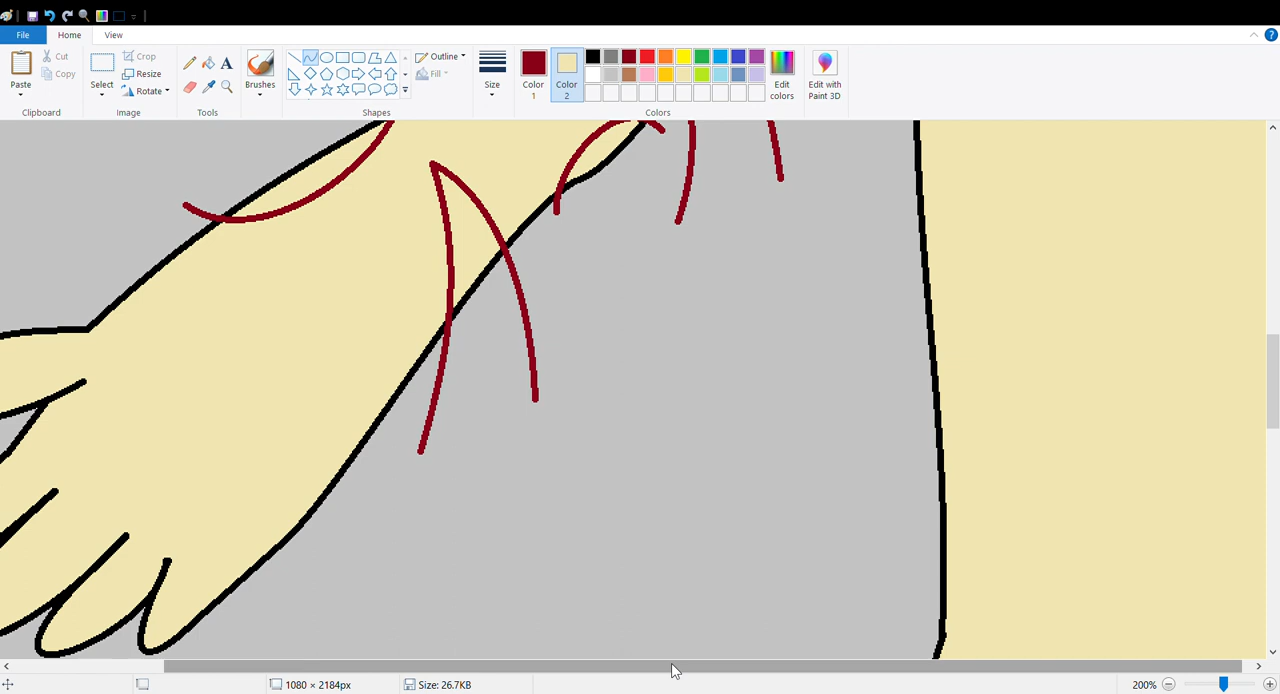 File Home View
Paste Cut Copy Clipboard
Select Crop Resize Rotate Image
A Tools
Brushes
Outline Fill Shapes
Size
Color 1 Color 2 Edit colors Colors
Edit with Paint 3D
1080 × 2184px Size: 26.7KB 200%